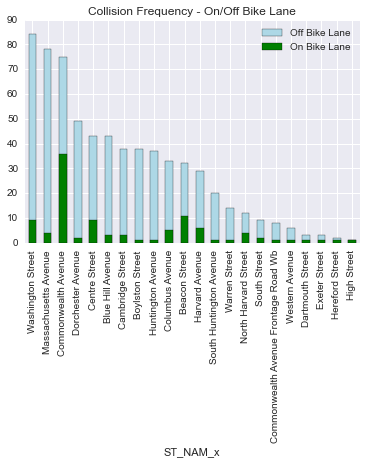 Collision Frequency - On/Off Bike Lane
90
80
70
60
50
40
30
20
10
0
Off Bike Lane
On Bike Lane
Washington Street
Massachusetts Avenue
Commonwealth Avenue
Dorchester Avenue
Centre Street
Blue Hill Avenue
Cambridge Street
Boylston Street
Huntington Avenue
Columbus Avenue
Beacon Street
Harvard Avenue
South Huntington Avenue
Warren Street
North Harvard Street
South Street
Commonwealth Avenue Frontage Road Wb
Western Avenue
Dartmouth Street
Exeter Street
Hereford Street
High Street
ST_NAM_x